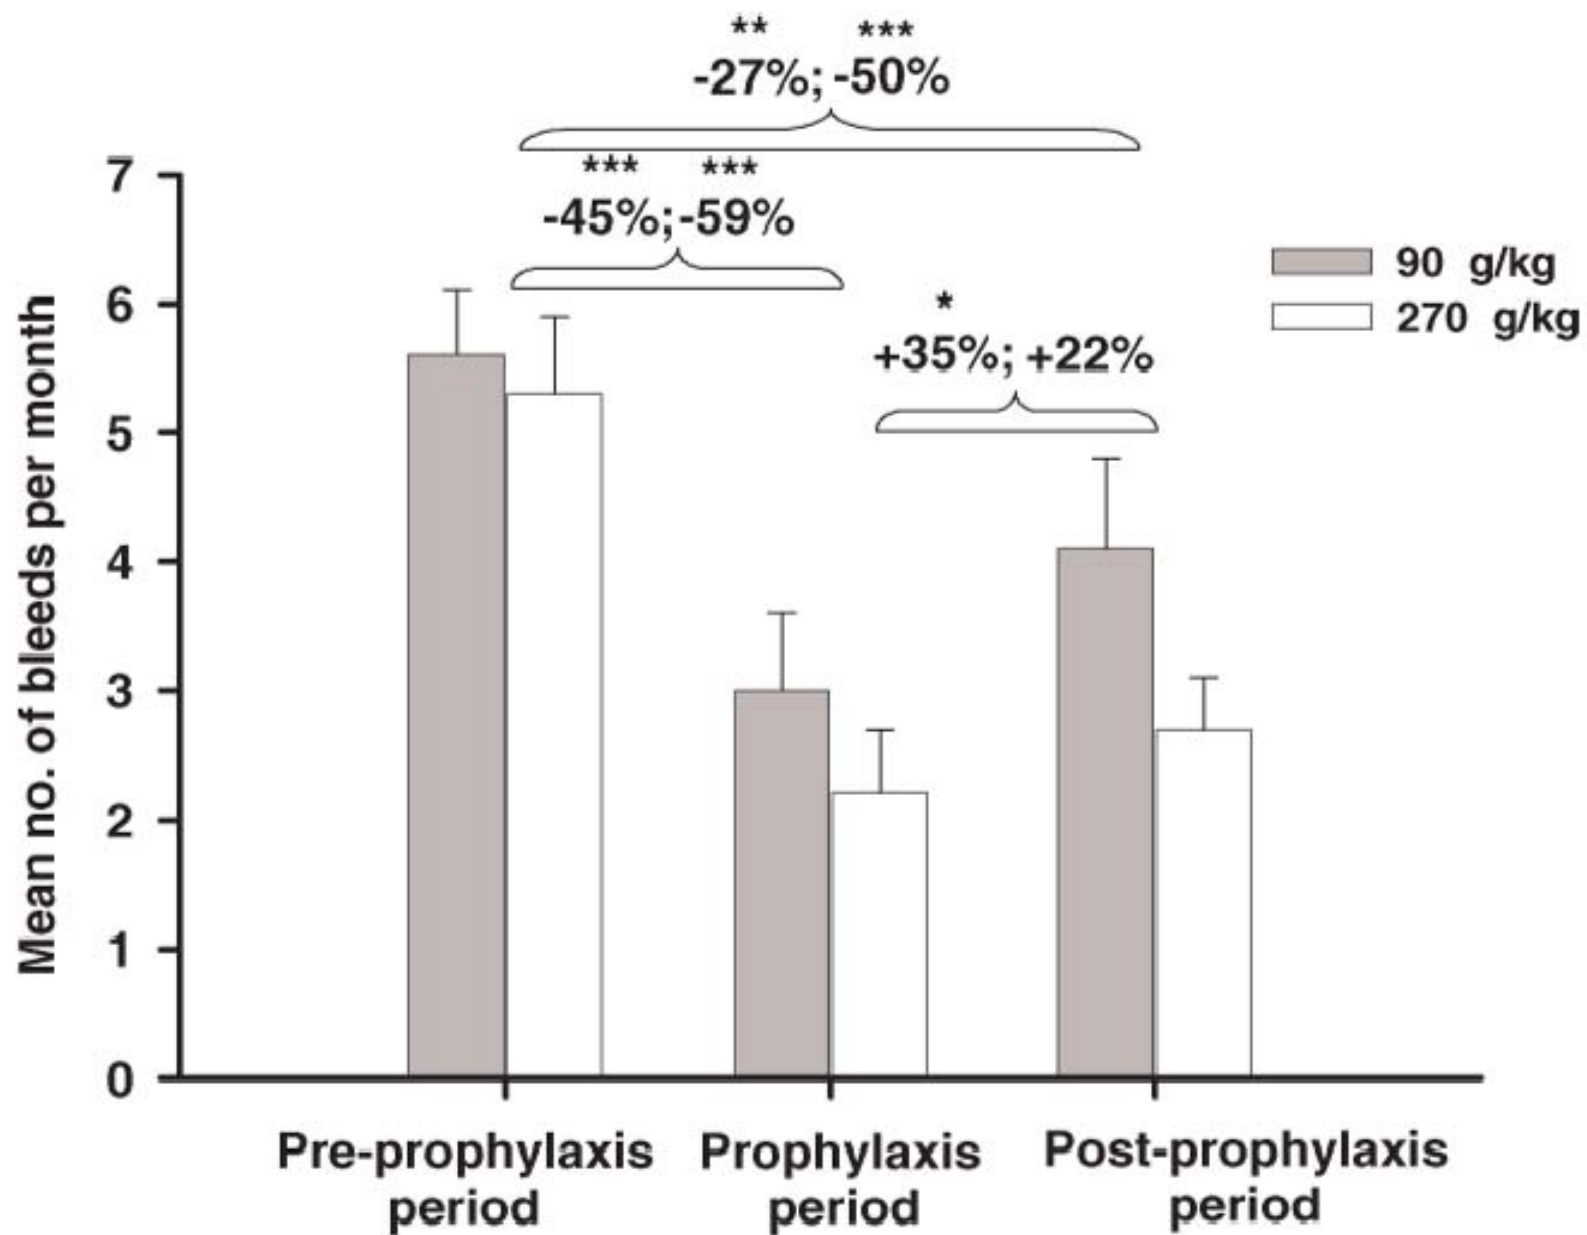 ** ***
-27%; -50%
*** ***
-45%;-59%
*
+35%; +22%
90 g/kg
270 g/kg
Mean no. of bleeds per month
7
6
5
4
3
2
1
0
Pre-prophylaxis period
Prophylaxis period
Post-prophylaxis period